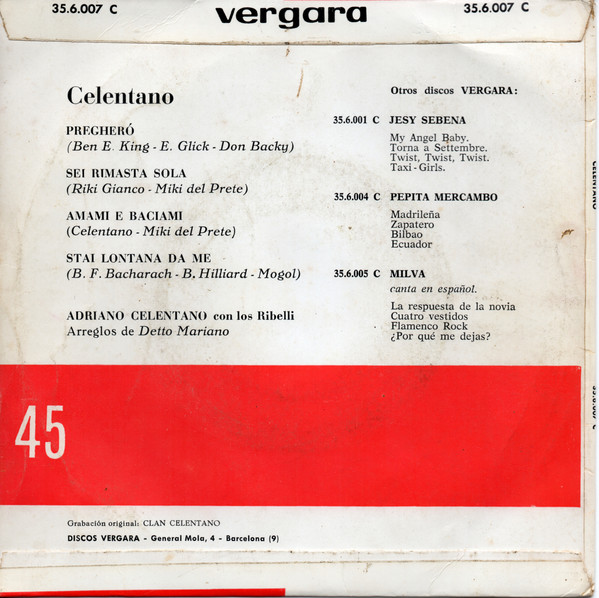 35.6.007 C
vergara
35.6.007 C
Celentano
PREGHERÓ
(Ben E. King - E. Glick - Don Backy)
SEI RIMASTA SOLA
(Riki Gianco - Miki del Prete)
AMAMI E BACIAMI
(Celentano - Miki del Prete)
STAI LONTANA DA ME
(B. F. Bacharach - B. Hilliard - Mogol)
ADRIANO CELENTANO con los Ribelli
Arreglos de Detto Mariano
Otros discos VERGARA:
35.6.001 C JESY SEBENA
My Angel Baby.
Torna a Settembre.
Twist, Twist, Twist.
Taxi - Girls.
35.6.004 C PEPITA MERCAMBO
Madrileña
Zapatero
Bilbao
Ecuador
35.6.005 C MILVA
canta en español.
La respuesta de la novia
Cuatro vestidos
Flamenco Rock
¿Por qué me dejas?
CELENTANO
35.6.007 C
45
Grabación original: CLAN CELENTANO
DISCOS VERGARA - General Mola, 4 - Barcelona (9)